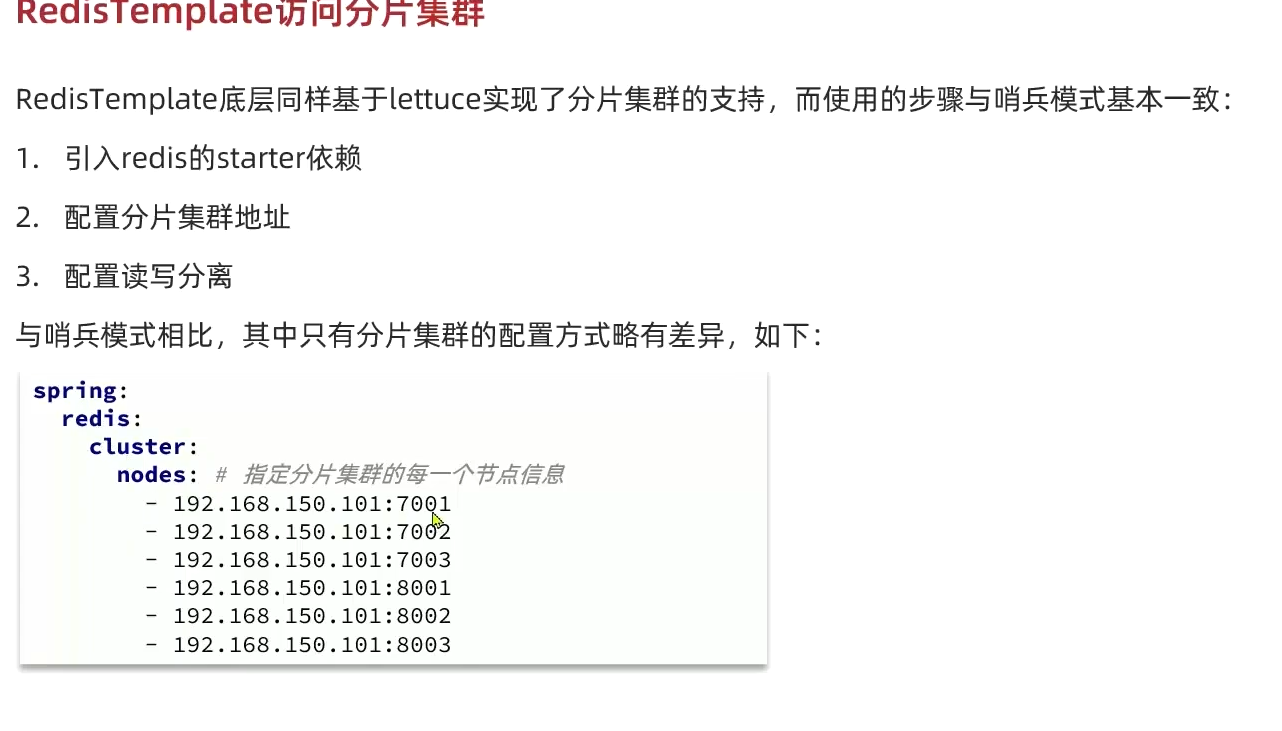 RedisTemplate访问分片集群
RedisTemplate底层同样基于lettuce实现了分片集群的支持，而使用的步骤与哨兵模式基本一致：
1. 引入redis的starter依赖
2. 配置分片集群地址
3. 配置读写分离
与哨兵模式相比，其中只有分片集群的配置方式略有差异，如下：
spring:
  redis:
    cluster:
      nodes: # 指定分片集群的每一个节点信息
        - 192.168.150.101:7001
        - 192.168.150.101:7002
        - 192.168.150.101:7003
        - 192.168.150.101:8001
        - 192.168.150.101:8002
        - 192.168.150.101:8003